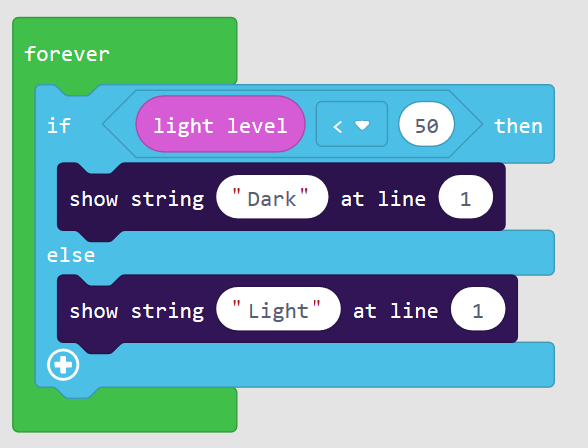 forever
if light level < 50 then
show string "Dark" at line 1
else
show string "Light" at line 1